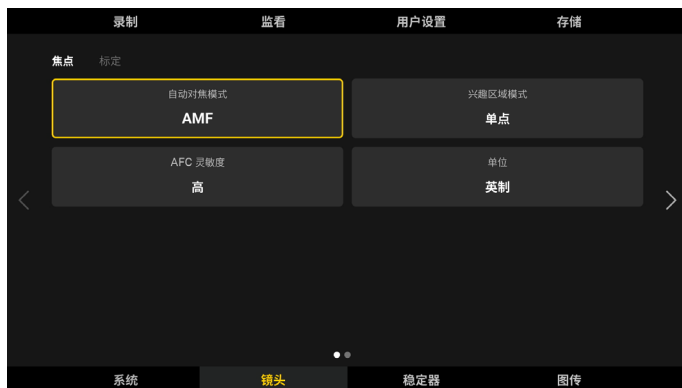 录制 监看 用户设置 存储
焦点 标定
自动对焦模式 兴趣区域模式
AMF 单点
AFC 灵敏度 单位
高 英制
系统 镜头 稳定器 图传